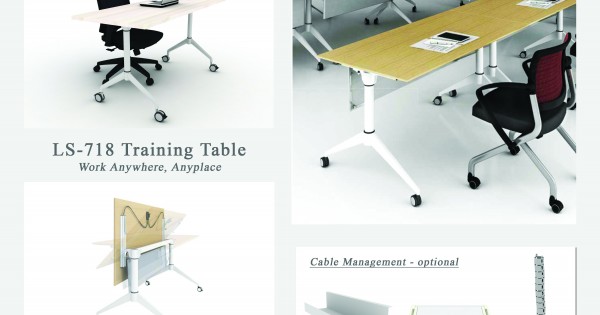 LS-718 Training Table
Work Anywhere, Anyplace
Cable Management - optional